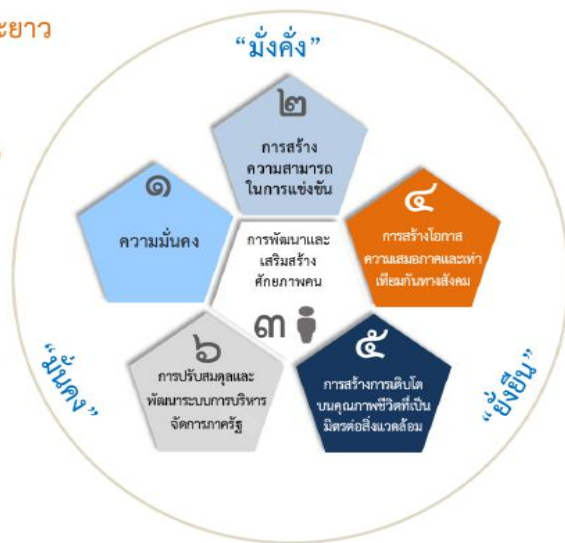 ะยาว
“มั่งคั่ง”
๒
การสร้าง
ความสามารถ
ในการแข่งขัน
๑
ความมั่นคง
๔
การสร้างโอกาส
ความเสมอภาคและเท่า
เทียมกันทางสังคม
การพัฒนาและ
เสริมสร้าง
ศักยภาพคน
๓
๖
การปรับสมดุลและ
พัฒนาระบบการบริหาร
จัดการภาครัฐ
๕
การสร้างการเติบโต
บนคุณภาพชีวิตที่เป็น
มิตรต่อสิ่งแวดล้อม
“มั่นคง”
“ยั่งยืน”